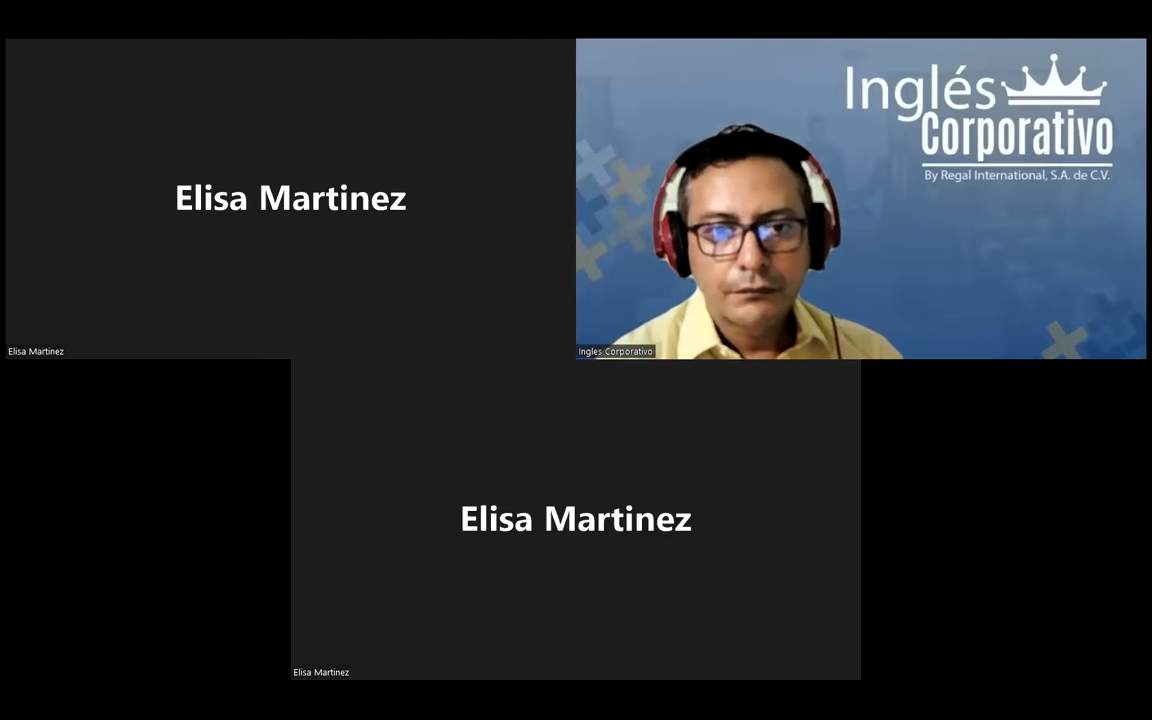 Elisa Martinez
Elisa Martinez
Inglés
Corporativo
By Regal International, S.A. de C.V.
Ingles Corporativo
Elisa Martinez
Elisa Martinez